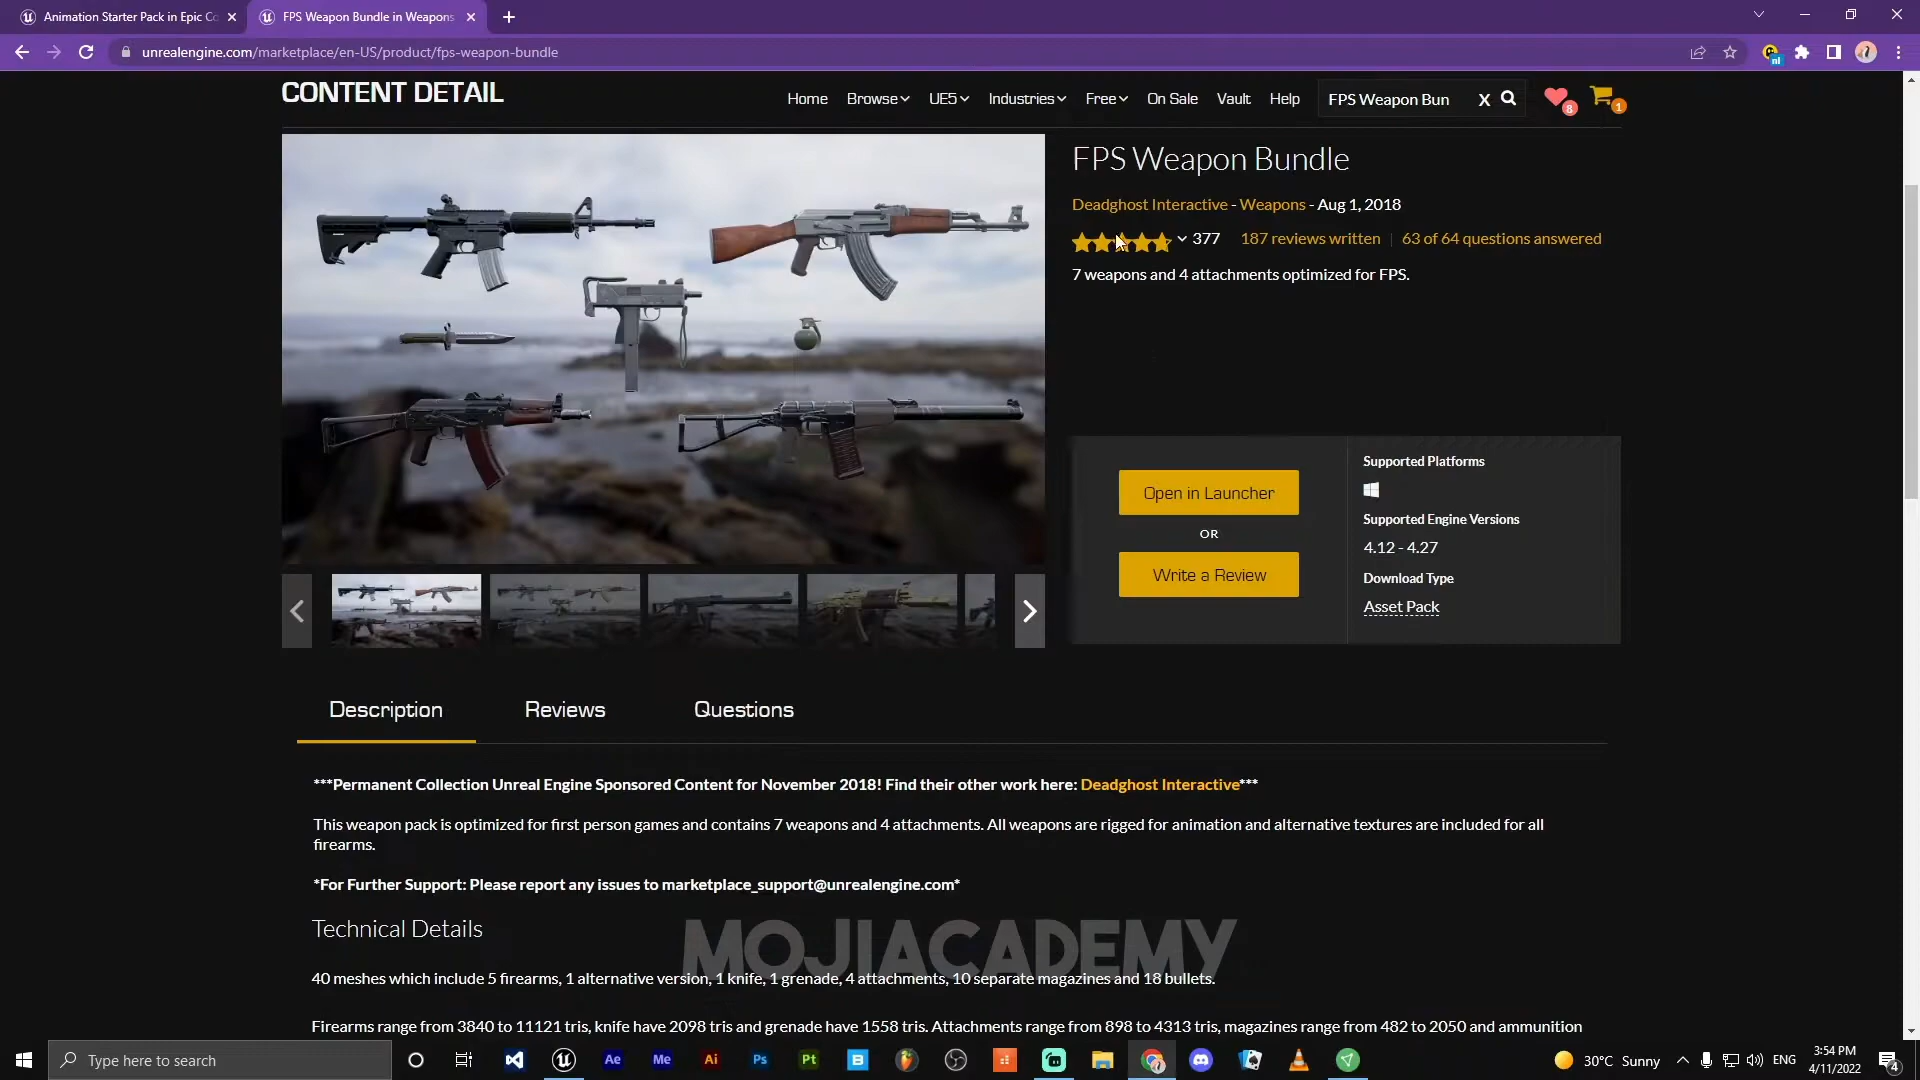 Animation Starter Pack in Epic Co
FPS Weapon Bundle in Weapons
unrealengine.com/marketplace/en-US/product/fps-weapon-bundle
CONTENT DETAIL
Home
Browse
UE5
Industries
Free
On Sale
Vault
Help
FPS Weapon Bun
X
8
1
FPS Weapon Bundle
Deadghost Interactive - Weapons - Aug 1, 2018
377
187 reviews written | 63 of 64 questions answered
7 weapons and 4 attachments optimized for FPS.
Open in Launcher
OR
Write a Review
Supported Platforms
Supported Engine Versions
4.12 - 4.27
Download Type
Asset Pack
Description
Reviews
Questions
***Permanent Collection Unreal Engine Sponsored Content for November 2018! Find their other work here: Deadghost Interactive***
This weapon pack is optimized for first person games and contains 7 weapons and 4 attachments. All weapons are rigged for animation and alternative textures are included for all
firearms.
*For Further Support: Please report any issues to marketplace_support@unrealengine.com*
Technical Details
MOJIACADEMY
40 meshes which include 5 firearms, 1 alternative version, 1 knife, 1 grenade, 4 attachments, 10 separate magazines and 18 bullets.
Firearms range from 3840 to 11121 tris, knife have 2098 tris and grenade have 1558 tris. Attachments range from 898 to 4313 tris, magazines range from 482 to 2050 and ammunition
Type here to search
Ae
Me
Ai
Ps
Pt
30°C Sunny
ENG
3:54 PM
4/11/2022
4